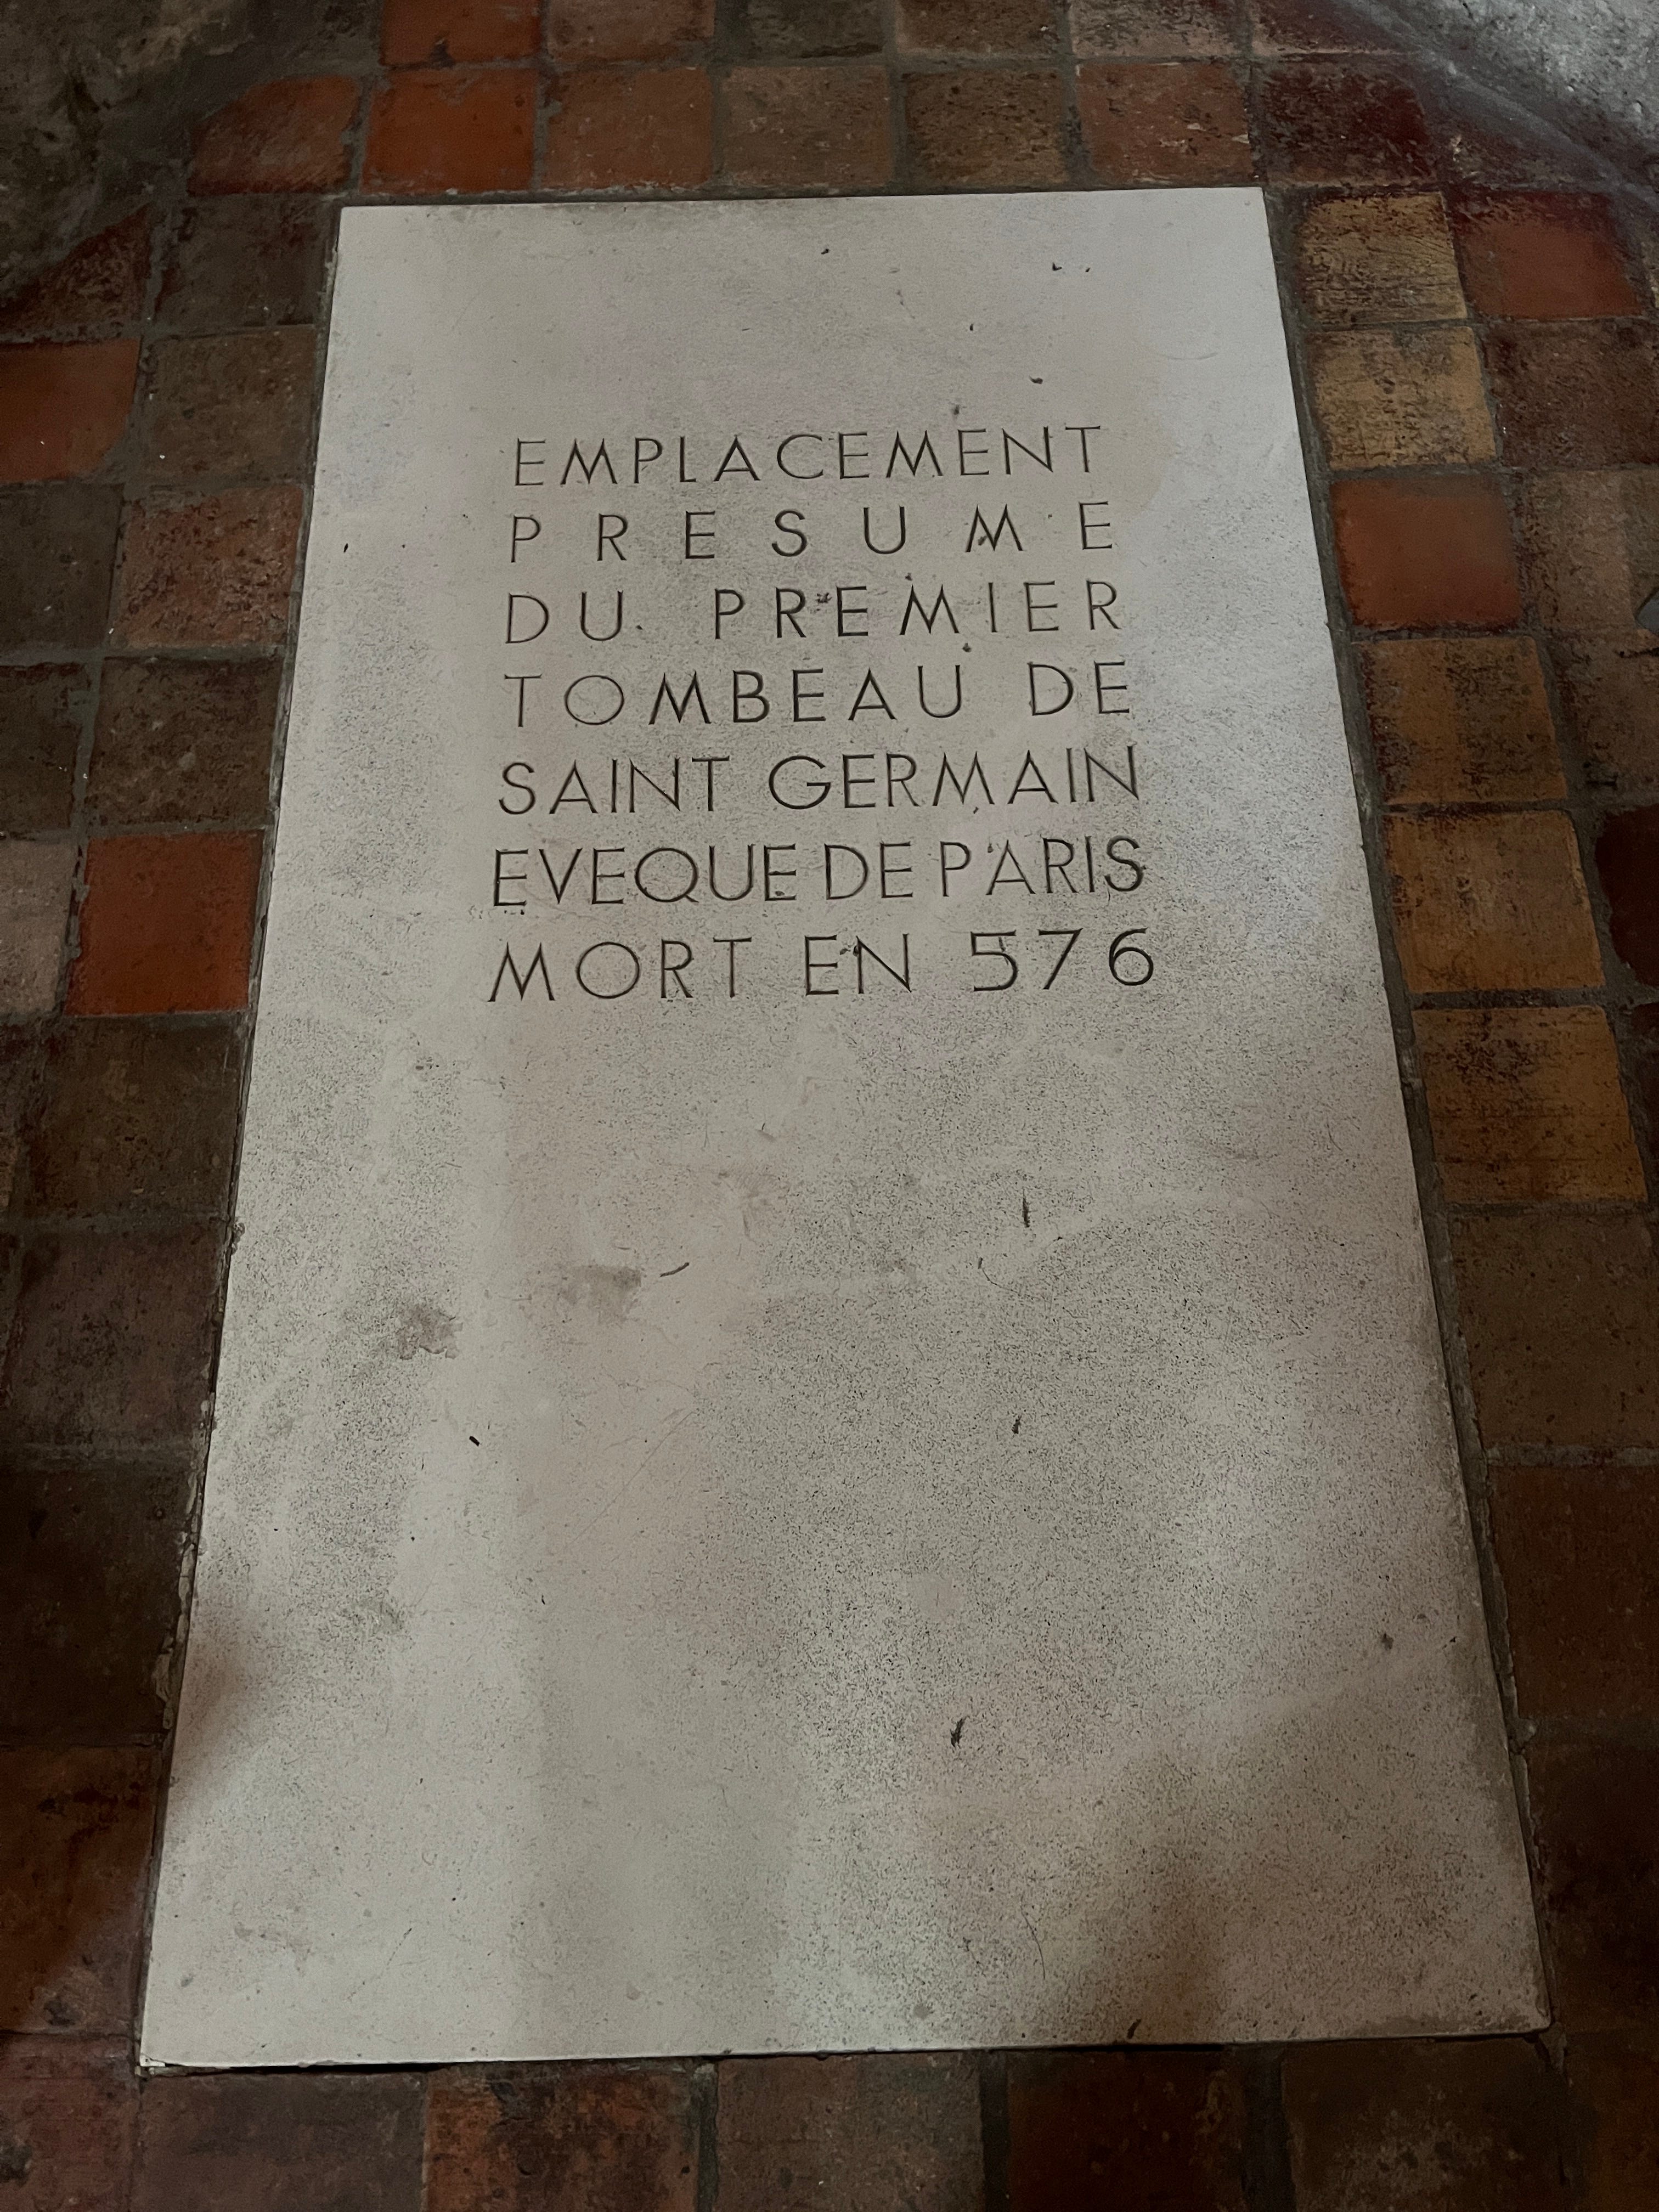 EMPLACEMENT
PRESUME
DU PREMIER
TOMBEAU DE
SAINT GERMAIN
EVEQUE DE PARIS
MORT EN 576